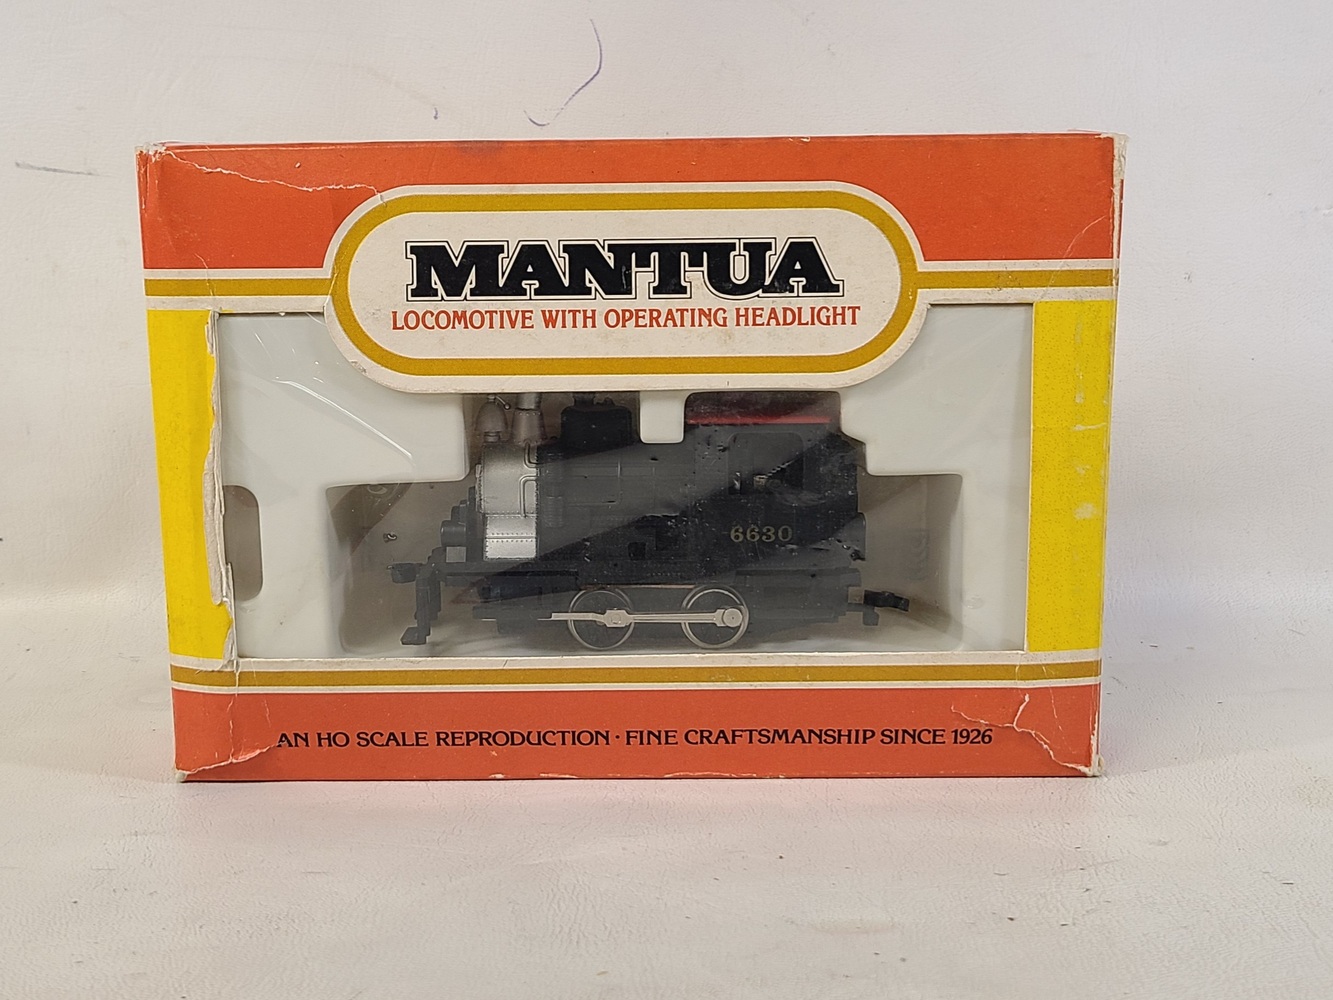 MANTUA
LOCOMOTIVE WITH OPERATING HEADLIGHT
6630
AN HO SCALE REPRODUCTION · FINE CRAFTSMANSHIP SINCE 1926